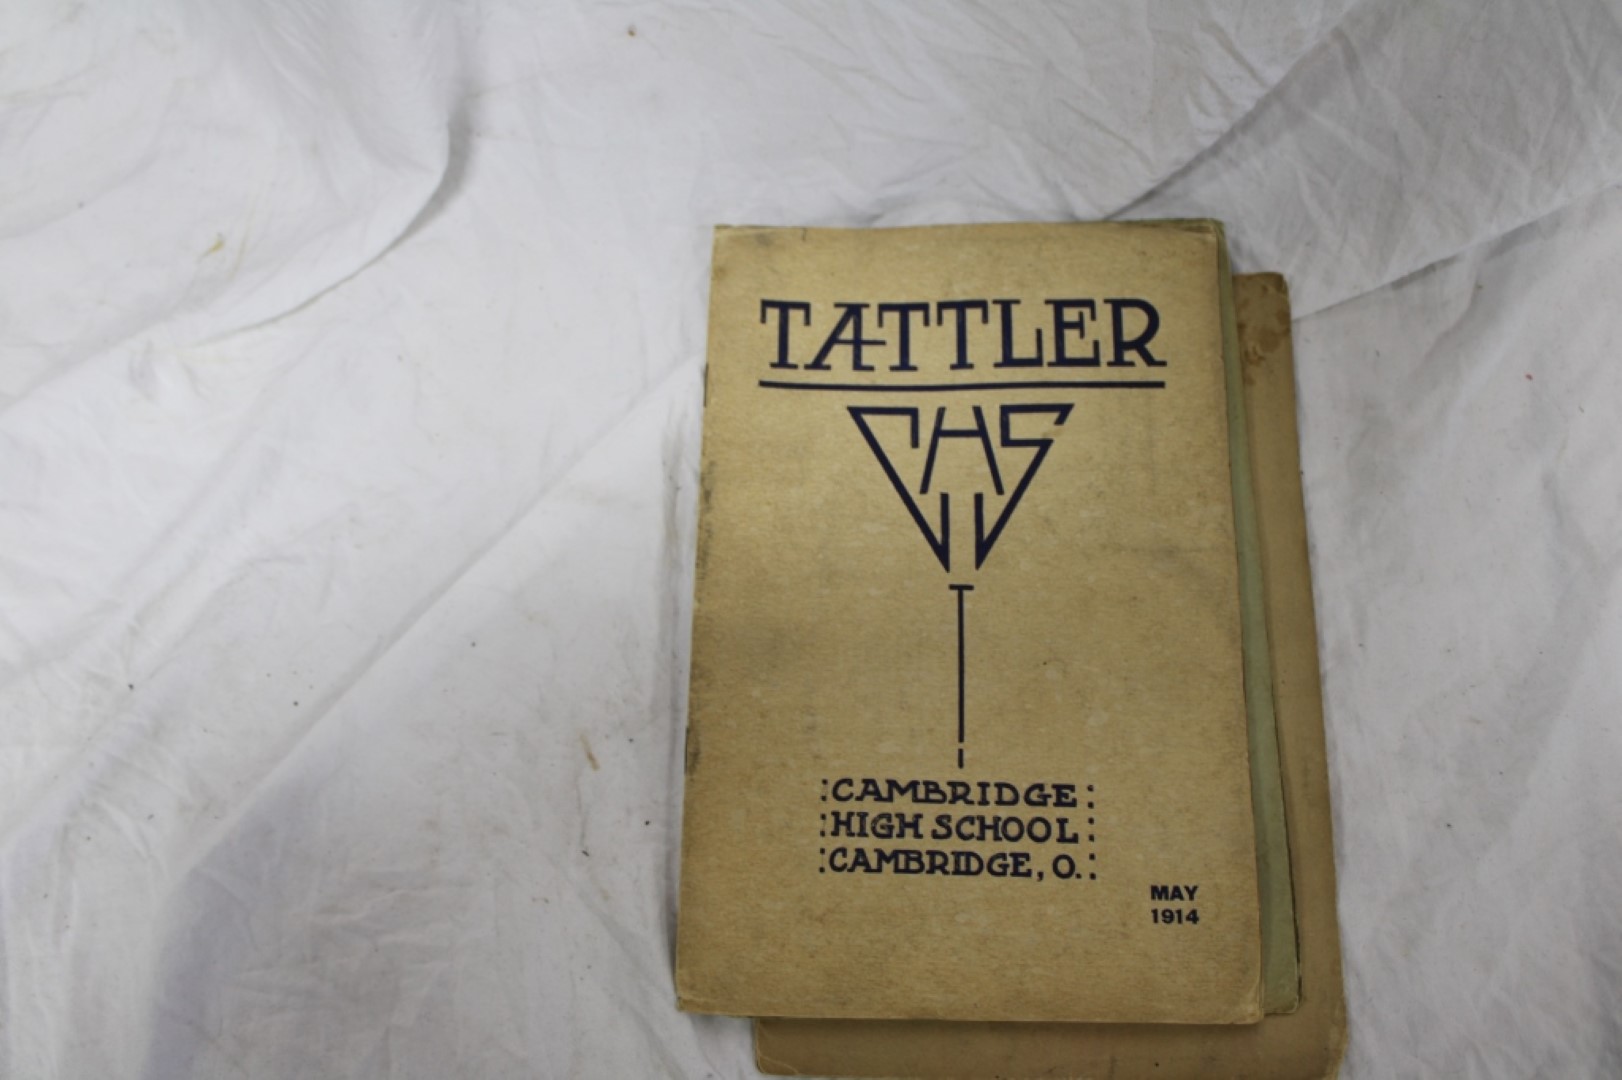 TATTLER
CHS
:CAMBRIDGE:
:HIGH SCHOOL:
:CAMBRIDGE, O.:
MAY
1914